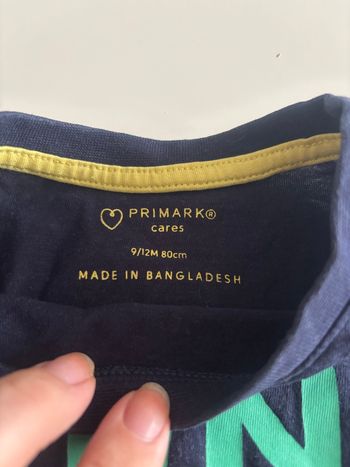 PRIMARK®
cares
9/12M 80cm
MADE IN BANGLADESH
N